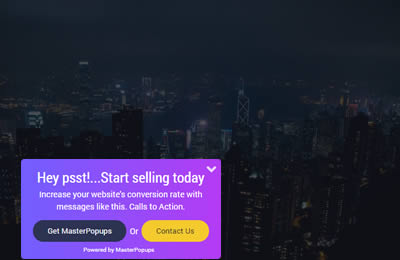 Hey psst!...Start selling today
Increase your website's conversion rate with
messages like this. Calls to Action.
Get MasterPopups Or Contact Us
Powered by MasterPopups